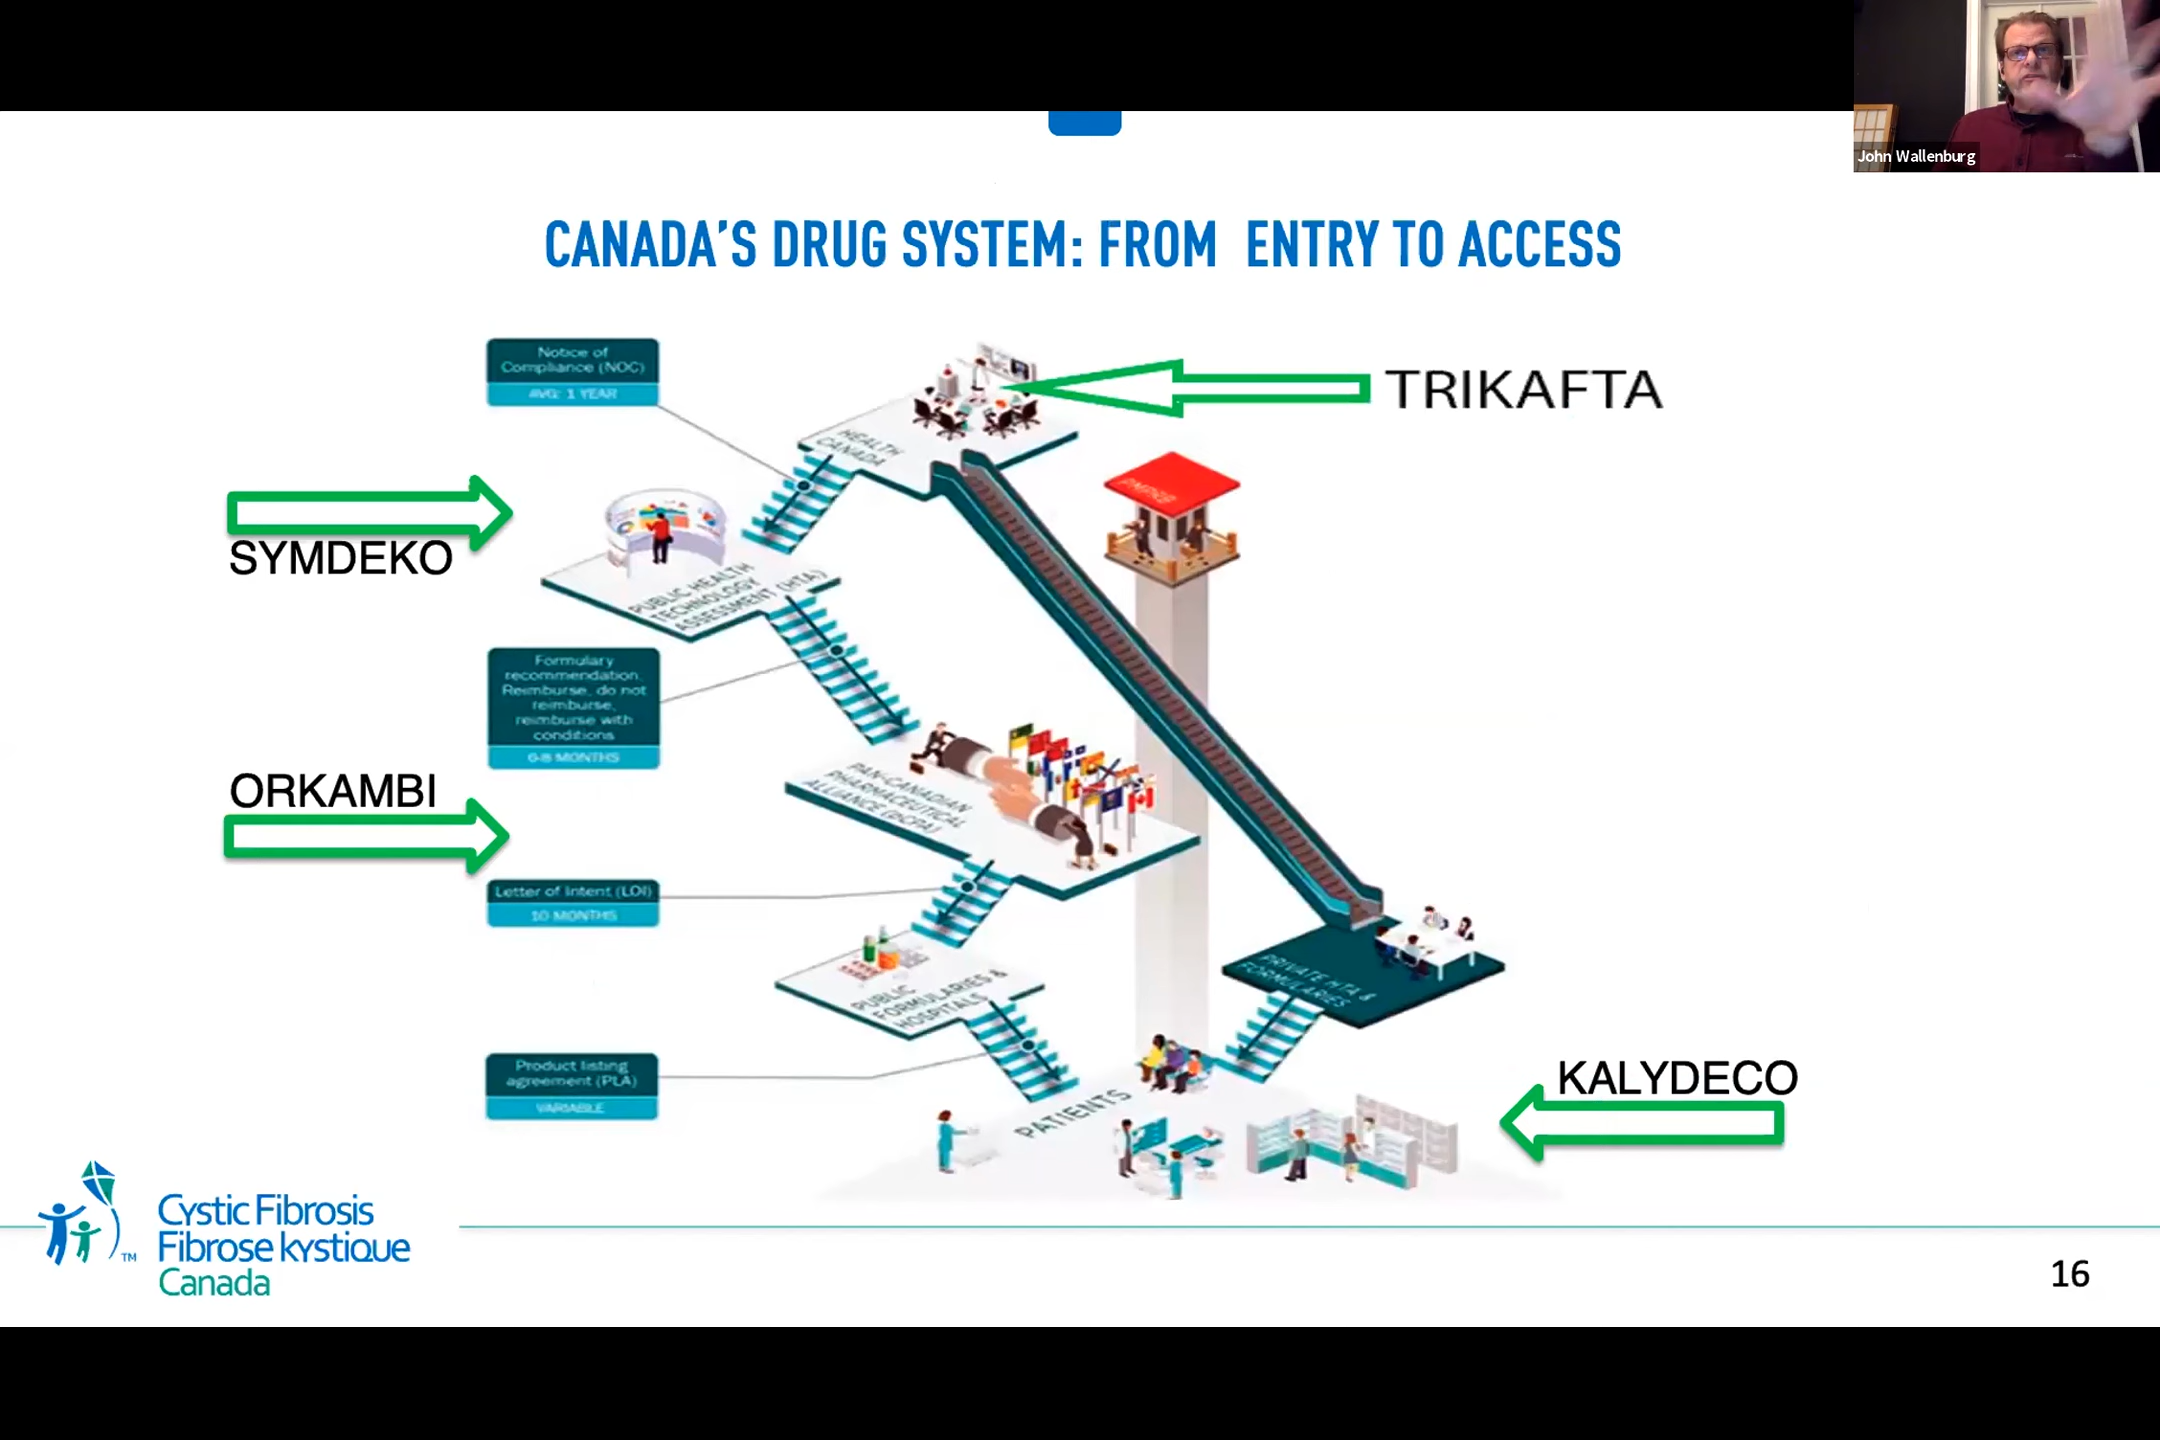 John Wallenburg
CANADA'S DRUG SYSTEM: FROM ENTRY TO ACCESS
Notice of
Compliance (NOC)
AVG: 1 YEAR
TRIKAFTA
HEALTH
CANADA
PMPRB
SYMDEKO
PUBLIC HEALTH
TECHNOLOGY
ASSESSMENT (HTA)
Formulary
recommendation.
Reimburse, do not
reimburse,
reimburse with
conditions
6-8 MONTHS
ORKAMBI
PAN-CANADIAN
PHARMACEUTICAL
ALLIANCE (pCPA)
Letter of Intent (LOI)
10 MONTHS
PUBLIC
FORMULARIES &
HOSPITALS
PRIVATE HTA &
FORMULARIES
Product listing
agreement (PLA)
VARIABLE
KALYDECO
PATIENTS
Cystic Fibrosis
Fibrose kystique
Canada
TM
16